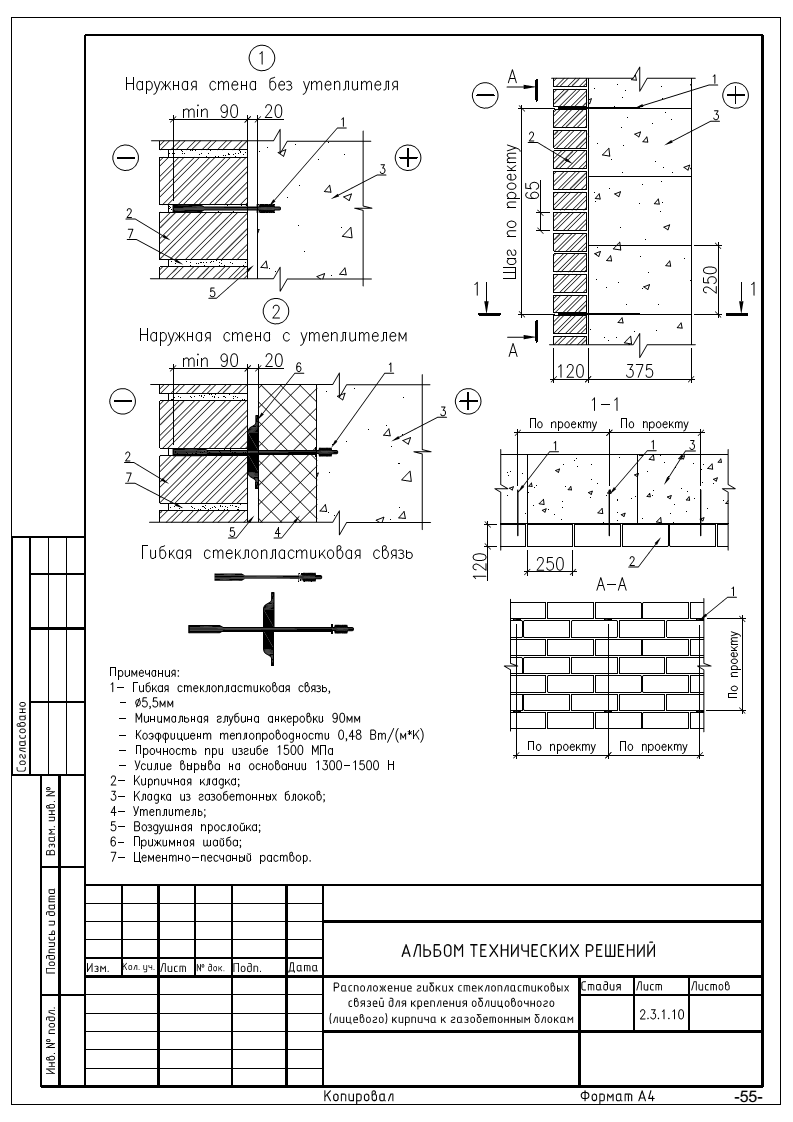 1
Наружная стена без утеплителя
min 90
20
1
3
2
7
5
2
Наружная стена с утеплителем
min 90
20
6
1
3
2
7
5
4
Гибкая стеклопластиковая связь
А
1
3
2
Шаг по проекту
65
250
1
1
А
120
375
1-1
По проекту
По проекту
1
1
3
120
250
2
А-А
1
По проекту
По проекту
По проекту
Примечания:
1- Гибкая стеклопластиковая связь,
- Ø5,5мм
- Минимальная глубина анкеровки 90мм
- Коэффициент теплопроводности 0,48 Вт/(м*К)
- Прочность при изгибе 1500 МПа
- Усилие вырыва на основании 1300-1500 Н
2- Кирпичная кладка;
3- Кладка из газобетонных блоков;
4- Утеплитель;
5- Воздушная прослойка;
6- Прижимная шайба;
7- Цементно-песчаный раствор.
Согласовано
Взам. инв. №
Подпись и дата
Инв. № подл.
Изм.
Кол. уч.
Лист
№ док.
Подп.
Дата
АЛЬБОМ ТЕХНИЧЕСКИХ РЕШЕНИЙ
Расположение гибких стеклопластиковых
связей для крепления облицовочного
(лицевого) кирпича к газобетонным блокам
Стадия
Лист
Листов
2.3.1.10
Копировал
Формат А4
-55-